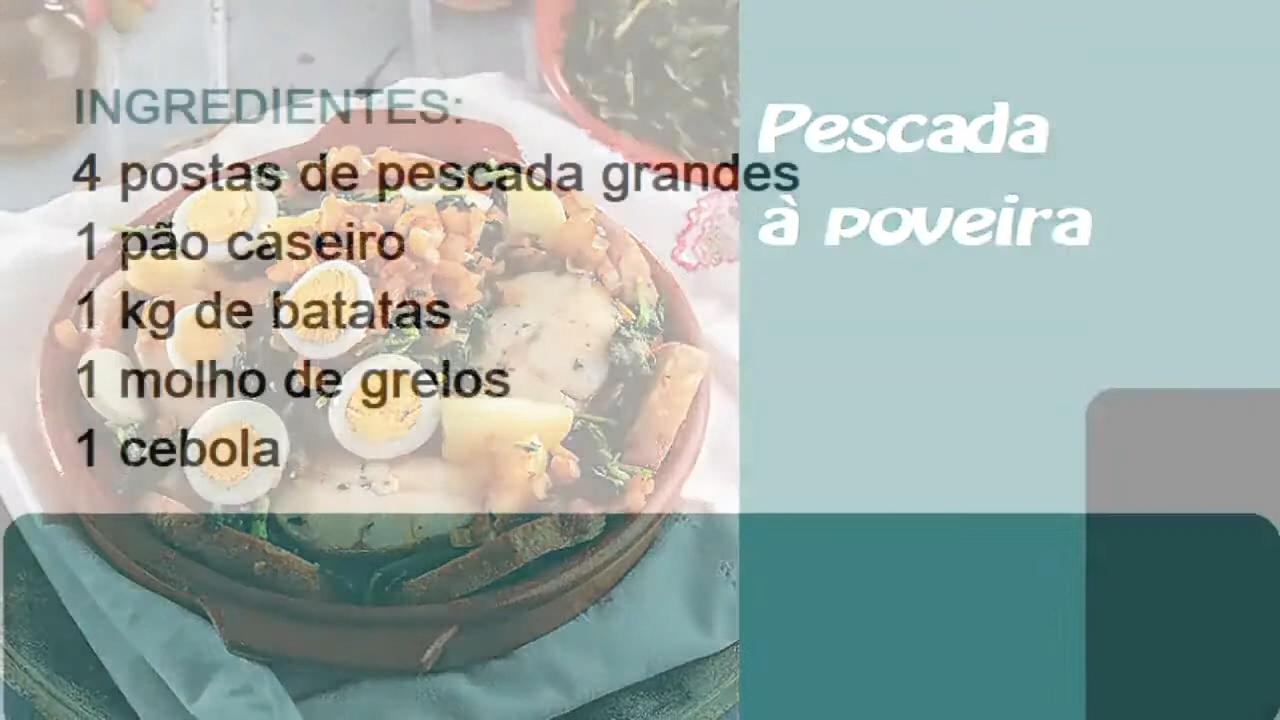 INGREDIENTES:
4 postas de pescada grandes
1 pão caseiro
1 kg de batatas
1 molho de grelos
1 cebola
Pescada
à poveira